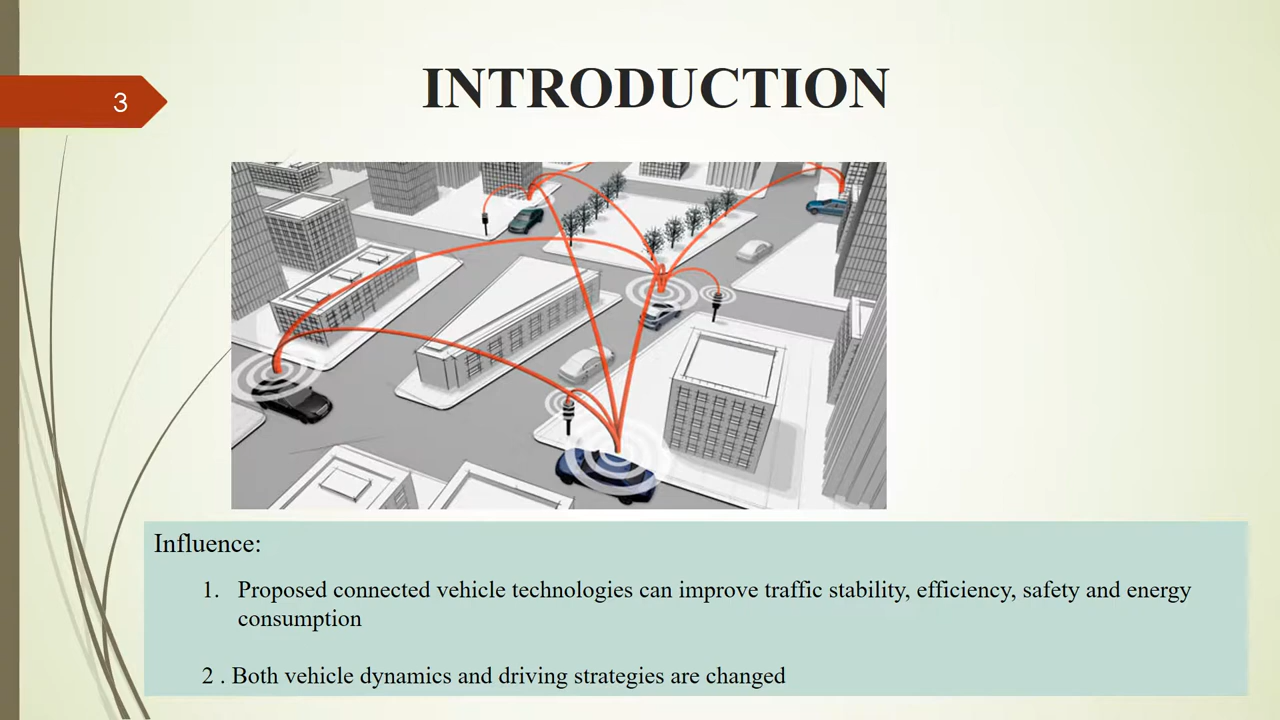 INTRODUCTION
3
Influence:
1. Proposed connected vehicle technologies can improve traffic stability, efficiency, safety and energy
consumption
2 . Both vehicle dynamics and driving strategies are changed